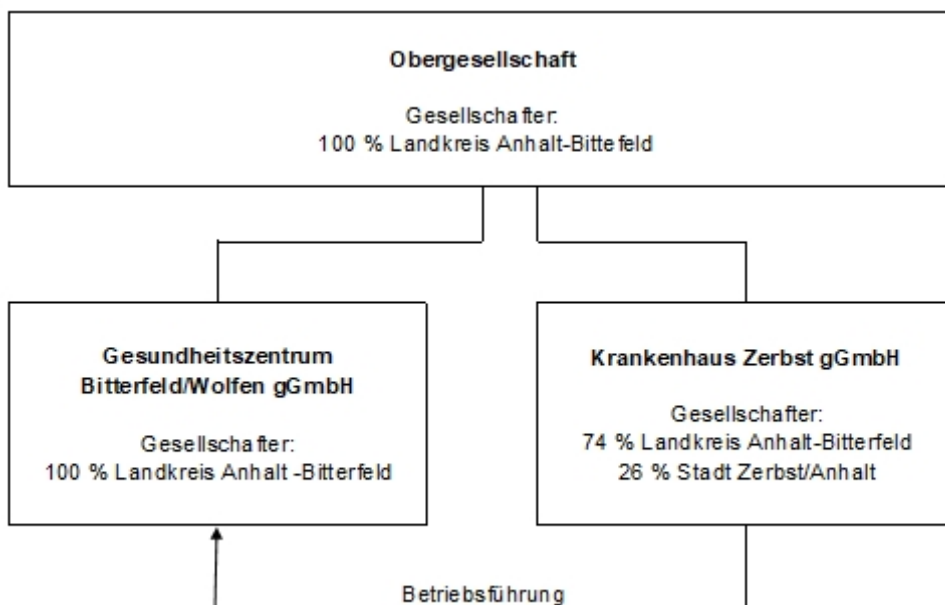 Obergesellschaft
Gesellschafter:
100 % Landkreis Anhalt-Bittefeld
Gesundheitszentrum
Bitterfeld/Wolfen gGmbH
Gesellschafter:
100 % Landkreis Anhalt -Bitterfeld
Krankenhaus Zerbst gGmbH
Gesellschafter:
74 % Landkreis Anhalt-Bitterfeld
26 % Stadt Zerbst/Anhalt
Betriebsführung